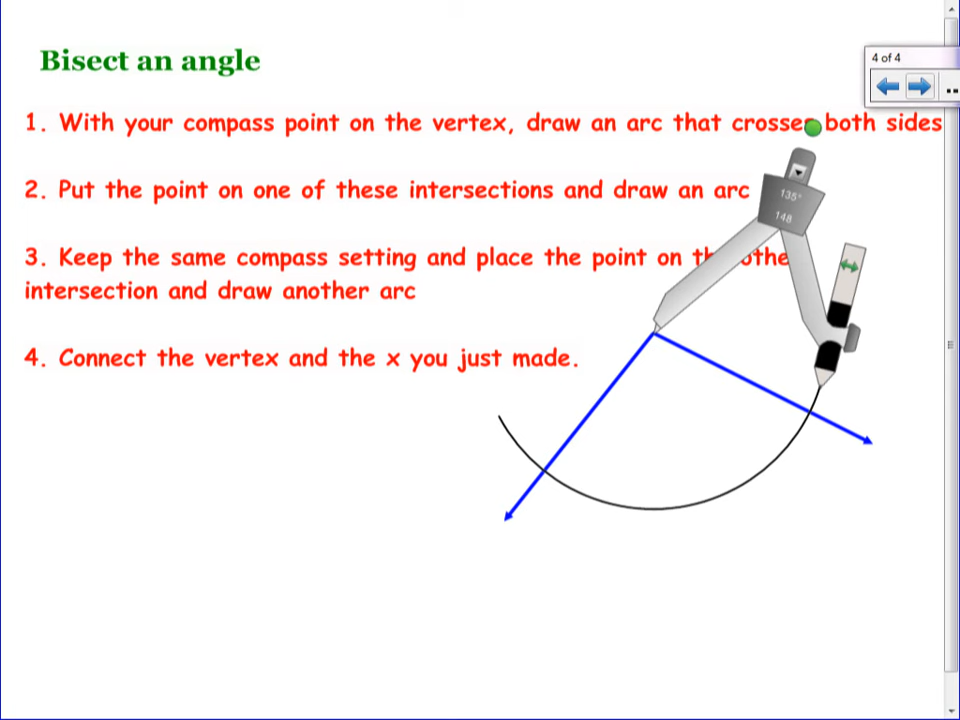 Bisect an angle
4 of 4
1. With your compass point on the vertex, draw an arc that crosses both sides
2. Put the point on one of these intersections and draw an arc
3. Keep the same compass setting and place the point on the othe
intersection and draw another arc
4. Connect the vertex and the x you just made.
135°
148